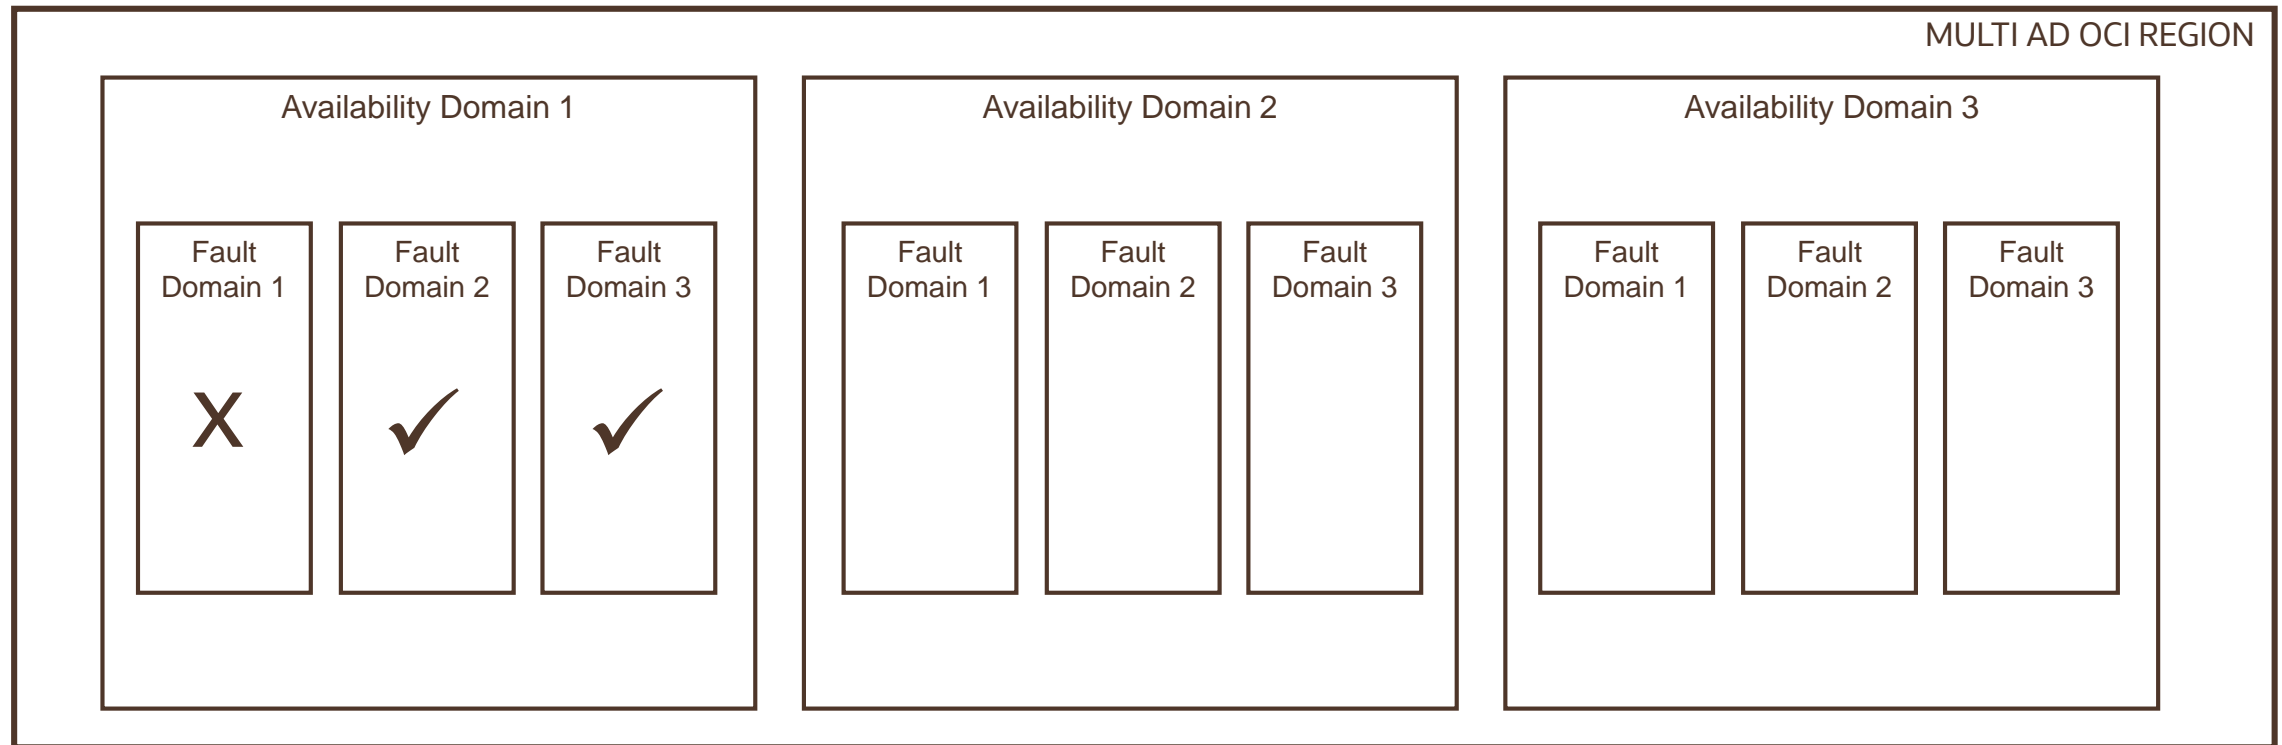 MULTI AD OCI REGION
Availability Domain 1
Fault
Domain 1
X
Fault
Domain 2
✓
Fault
Domain 3
✓
Availability Domain 2
Fault
Domain 1
Fault
Domain 2
Fault
Domain 3
Availability Domain 3
Fault
Domain 1
Fault
Domain 2
Fault
Domain 3